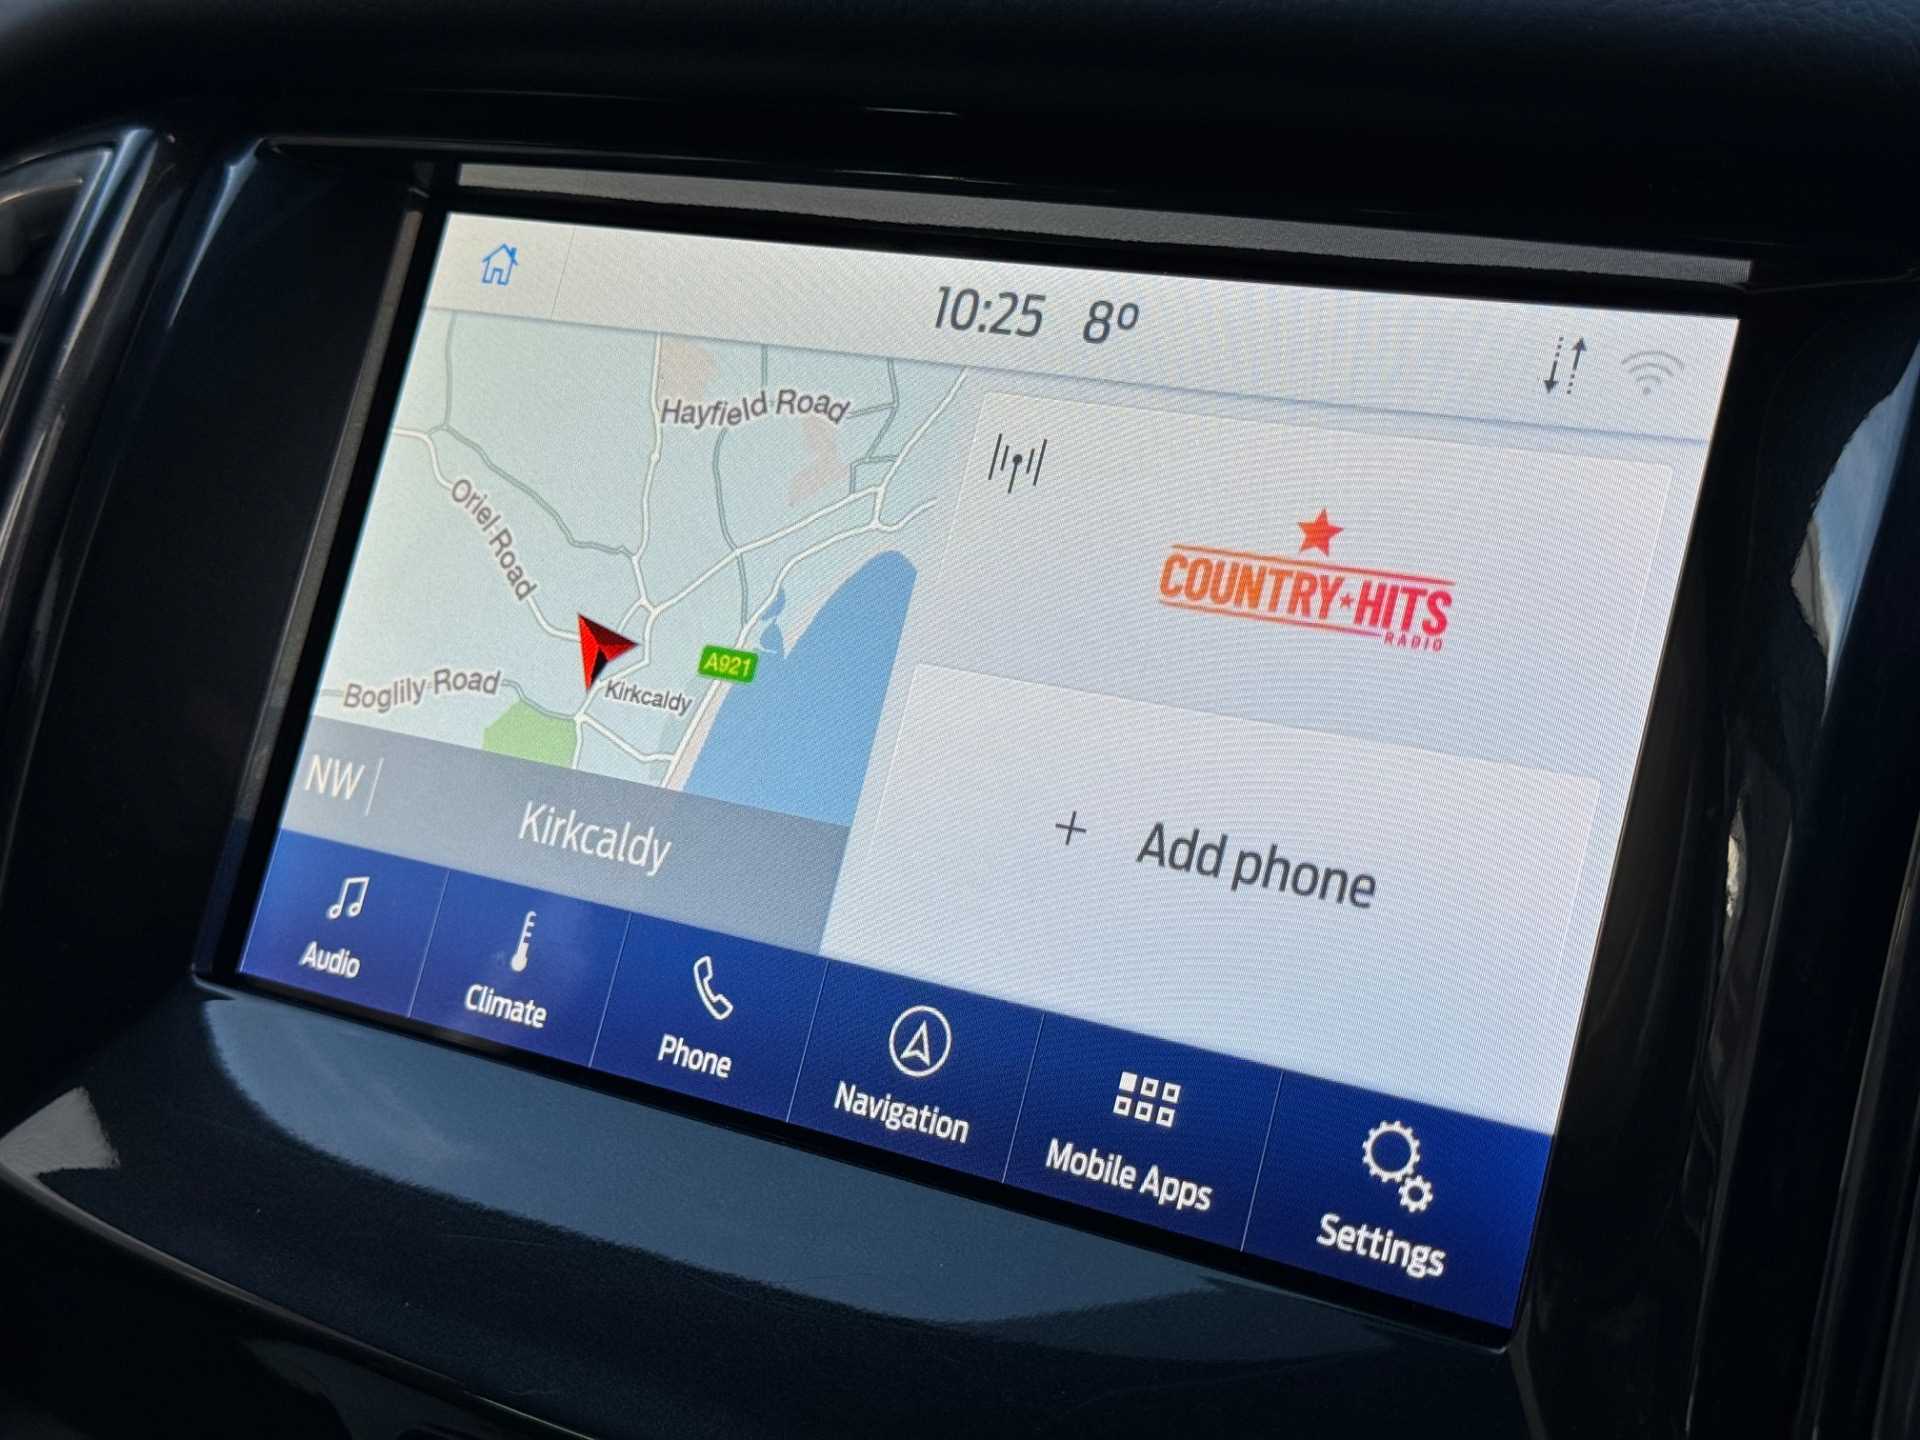 10:25 8º
Hayfield Road
Oriel Road
COUNTRY★HITS
RADIO
A921
Boglily Road
Kirkcaldy
NW
Kirkcaldy
+ Add phone
Audio
Climate
Phone
Navigation
Mobile Apps
Settings